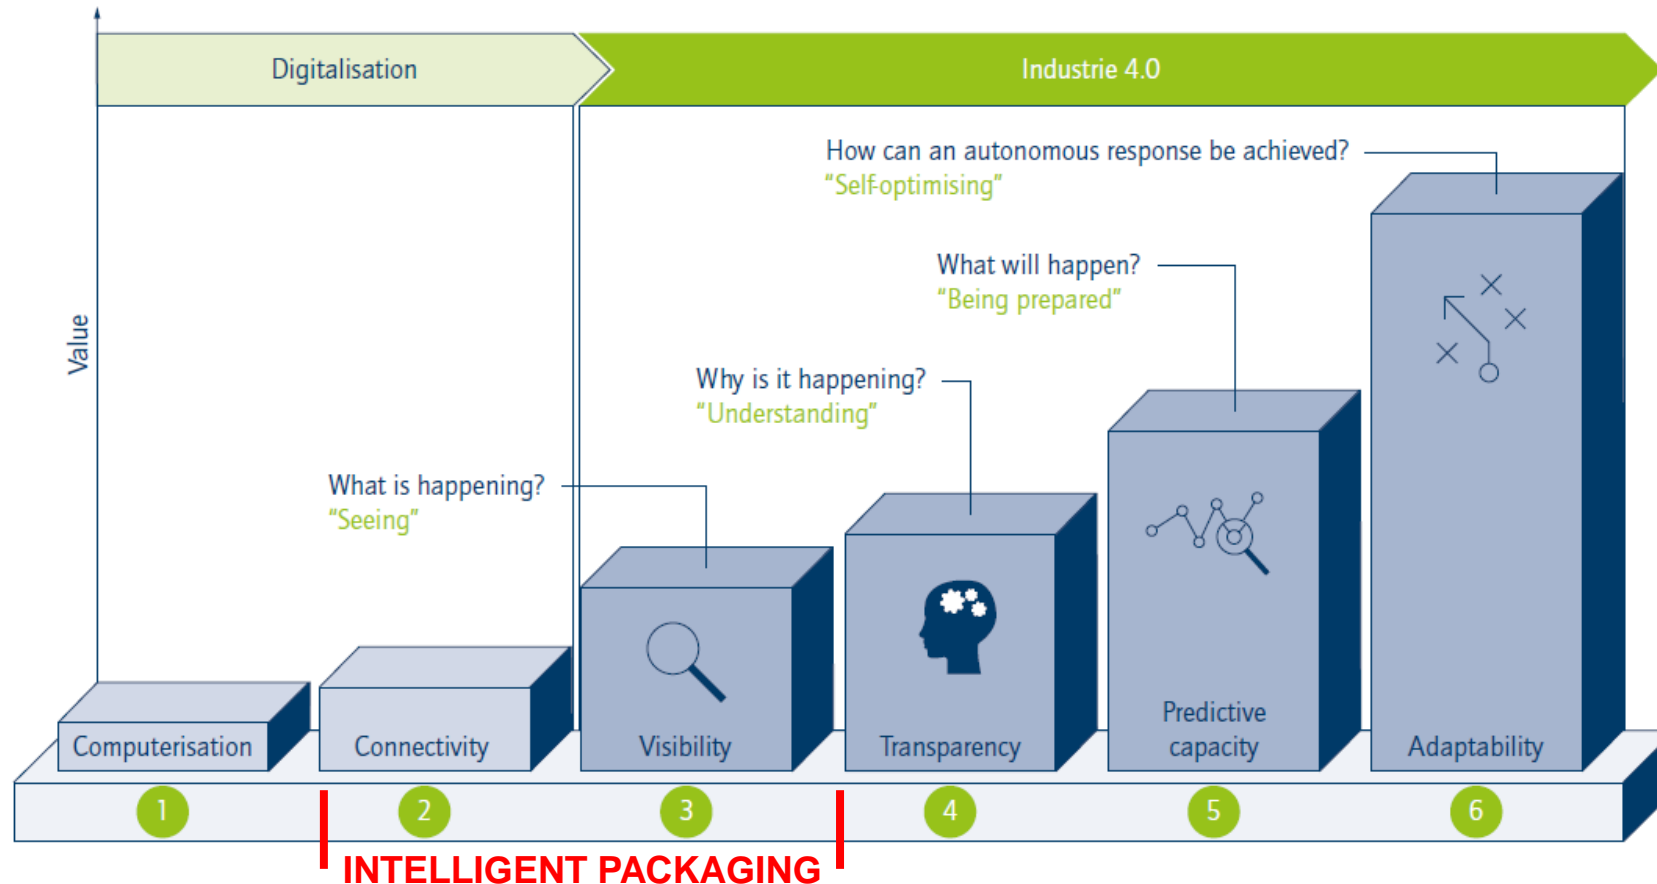 Digitalisation
Industrie 4.0
How can an autonomous response be achieved?
“Self-optimising”
What will happen?
“Being prepared”
Why is it happening?
“Understanding”
What is happening?
“Seeing”
Value
Computerisation
Connectivity
Visibility
Transparency
Predictive
capacity
Adaptability
1
2
3
4
5
6
INTELLIGENT PACKAGING